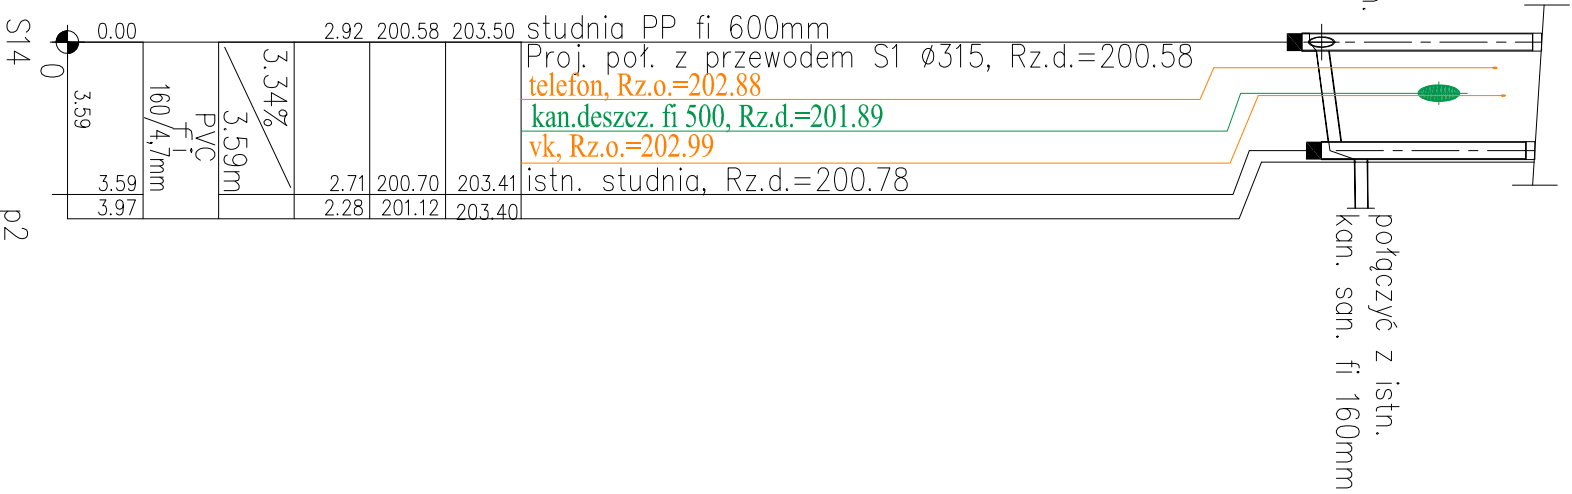 S14
0
p2
0.00
3.59
3.59
3.97
160/4,7mm
fi
PVC
3.59m
3.34%
2.92 200.58 203.50
2.71 200.70 203.41
2.28 201.12 203.40
studnia PP fi 600mm
Proj. poł. z przewodem S1 ø315, Rz.d.=200.58
telefon, Rz.o.=202.88
kan.deszcz. fi 500, Rz.d.=201.89
vk, Rz.o.=202.99
istn. studnia, Rz.d.=200.78
połączyć z istn.
kan. san. fi 160mm